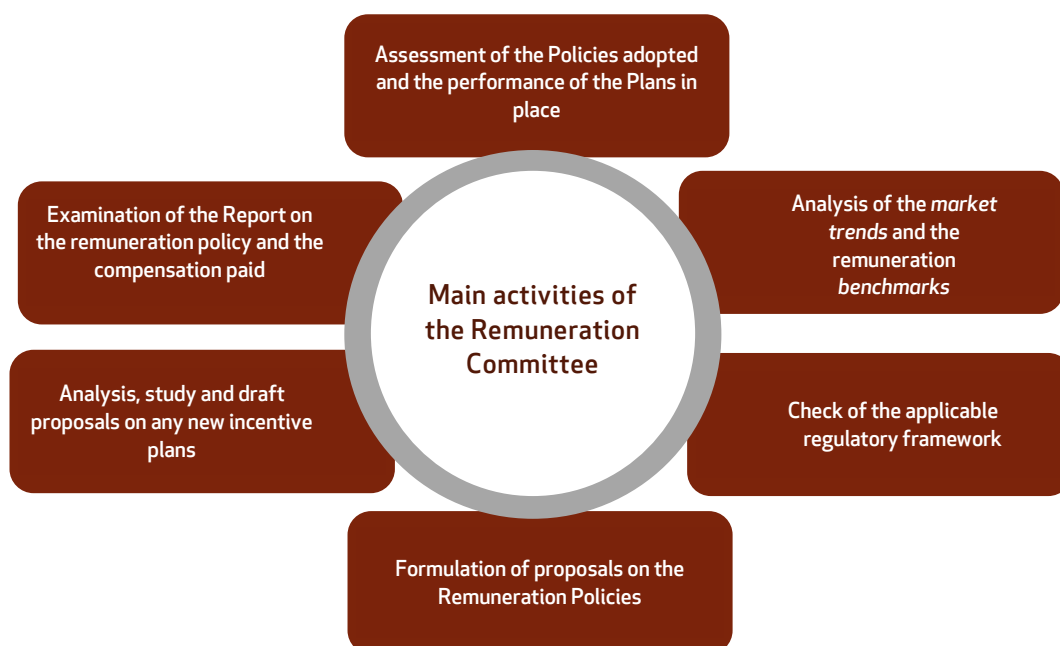 Assessment of the Policies adopted
and the performance of the Plans in
place
Examination of the Report on
the remuneration policy and the
compensation paid
Analysis of the market
trends and the
remuneration
benchmarks
Main activities of
the Remuneration
Committee
Analysis, study and draft
proposals on any new incentive
plans
Check of the applicable
regulatory framework
Formulation of proposals on the
Remuneration Policies